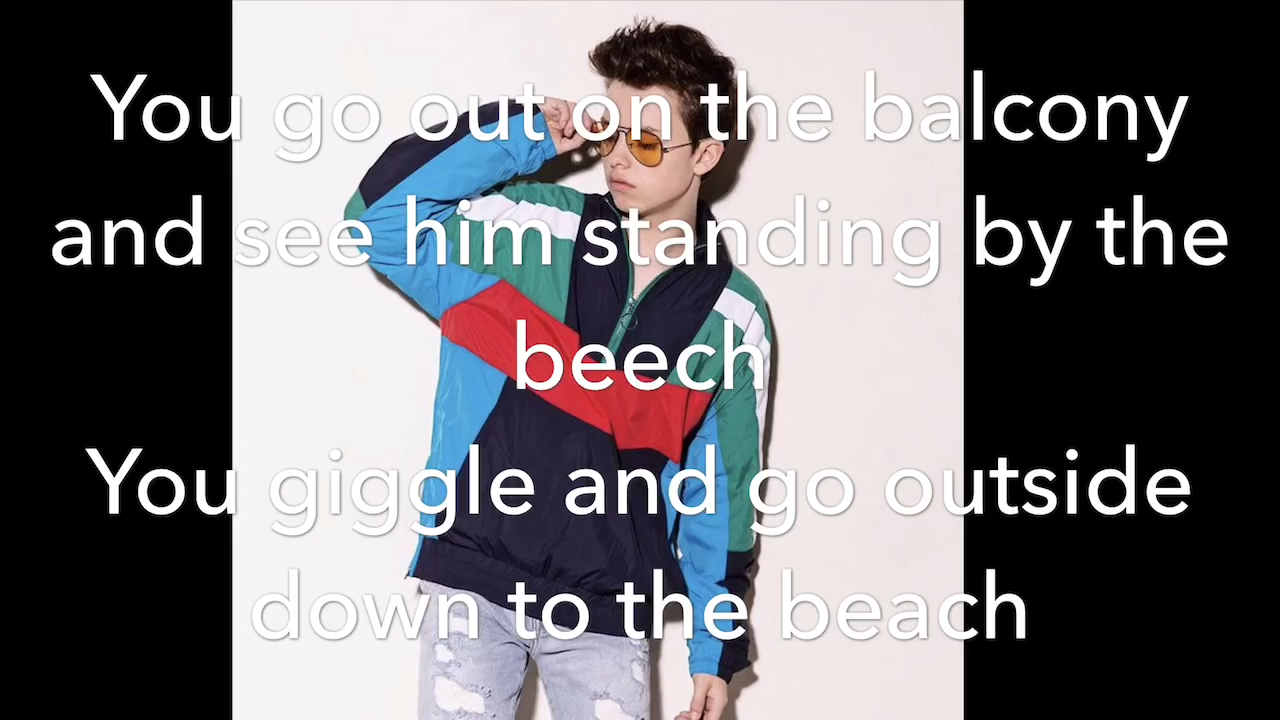 You go out on the balcony
and see him standing by the
beech
You giggle and go outside
down to the beach